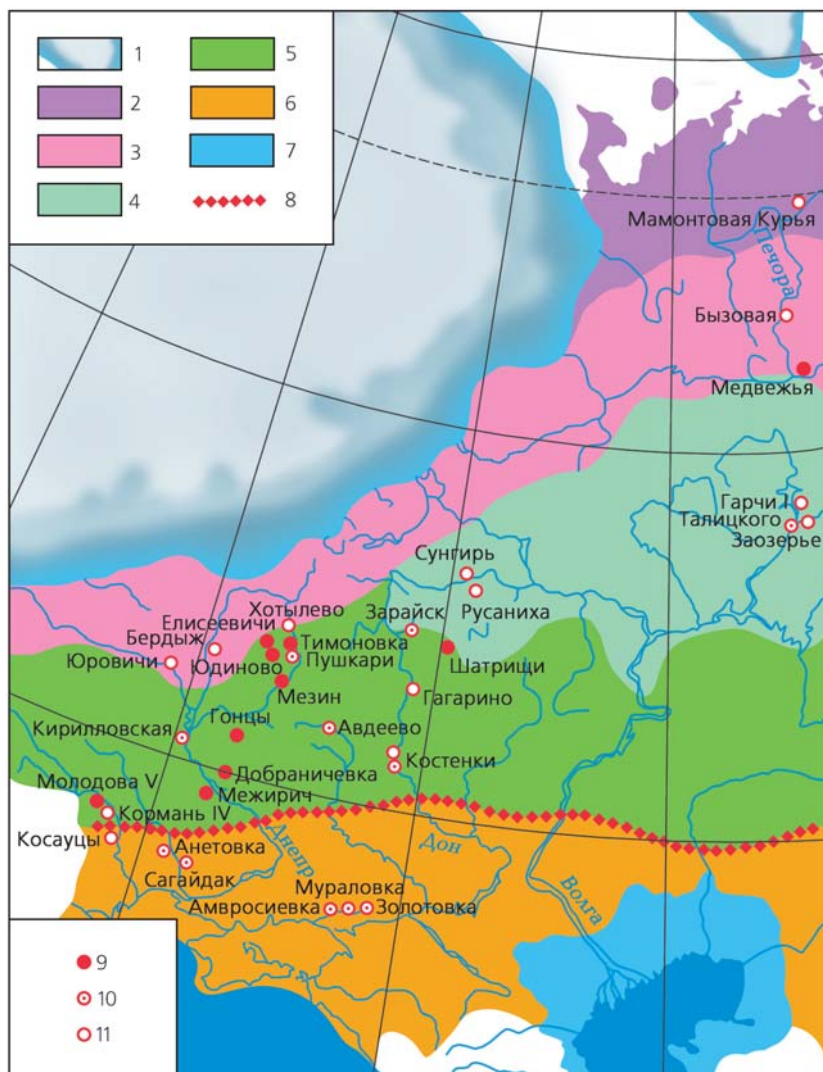 1
2
3
4
5
6
7
8
Мамонтовая Курья
Печора
Бызовая
Медвежья
Гарчи I
Талицкого
Заозерье
Сунгирь
Русаниха
Хотылево
Зарайск
Елисеевичи
Бердыж
Тимоновка
Юровичи
Юдиново
Пушкари
Шатрищи
Мезин
Гагарино
Гонцы
Кирилловская
Авдеево
Костенки
Добраничевка
Молодова V
Межирич
Кормань IV
Косауцы
Анетовка
Днепр
Дон
Сагайдак
Мураловка
Амвросиевка
Золотовка
Волга
9
10
11